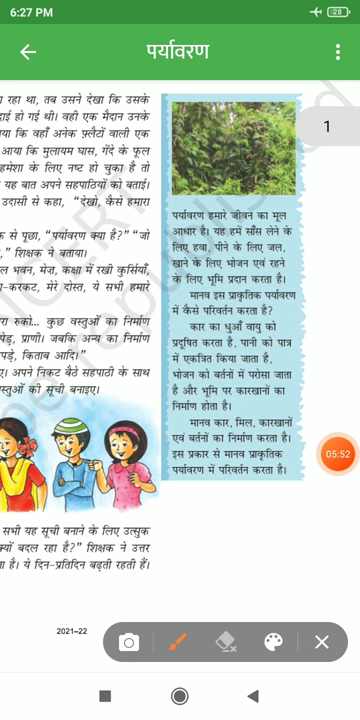 6:27 PM
28
पर्यावरण
1
ा रहा था, तब उसने देखा कि उसके
दाई हो गई थी। वही एक मैदान उनके
ाया कि वहाँ अनेक फ़्लैटों वाली एक
आया कि मुलायम घास, गेंदे के फूल
हमेशा के लिए नष्ट हो चुका है तो
यह बात अपने सहपाठियों को बताई।
उदासी से कहा, “देखो, कैसे हमारा
क से पूछा, “पर्यावरण क्या है?” “जो
,” शिक्षक ने बताया।
ल भवन, मेज, कक्षा में रखी कुर्सियाँ,
ा-करकट, मेरे दोस्त, ये सभी हमारे
रा रुको... कुछ वस्तुओं का निर्माण
पेड़, प्राणी। जबकि अन्य का निर्माण
पड़े, किताब आदि।”
ए। अपने निकट बैठे सहपाठी के साथ
स्तुओं की सूची बनाइए।
सभी यह सूची बनाने के लिए उत्सुक
क्यों बदल रहा है?” शिक्षक ने उत्तर
ा है। ये दिन-प्रतिदिन बढ़ती रहती हैं।
पर्यावरण हमारे जीवन का मूल
आधार है। यह हमें साँस लेने के
लिए हवा, पीने के लिए जल,
खाने के लिए भोजन एवं रहने
के लिए भूमि प्रदान करता है।
मानव इस प्राकृतिक पर्यावरण
में कैसे परिवर्तन करता है?
कार का धुआँ वायु को
प्रदूषित करता है, पानी को पात्र
में एकत्रित किया जाता है,
भोजन को बर्तनों में परोसा जाता
है और भूमि पर कारखानों का
निर्माण होता है।
मानव कार, मिल, कारखानों
एवं बर्तनों का निर्माण करता है।
इस प्रकार से मानव प्राकृतिक
पर्यावरण में परिवर्तन करता है।
05:52
2021–22